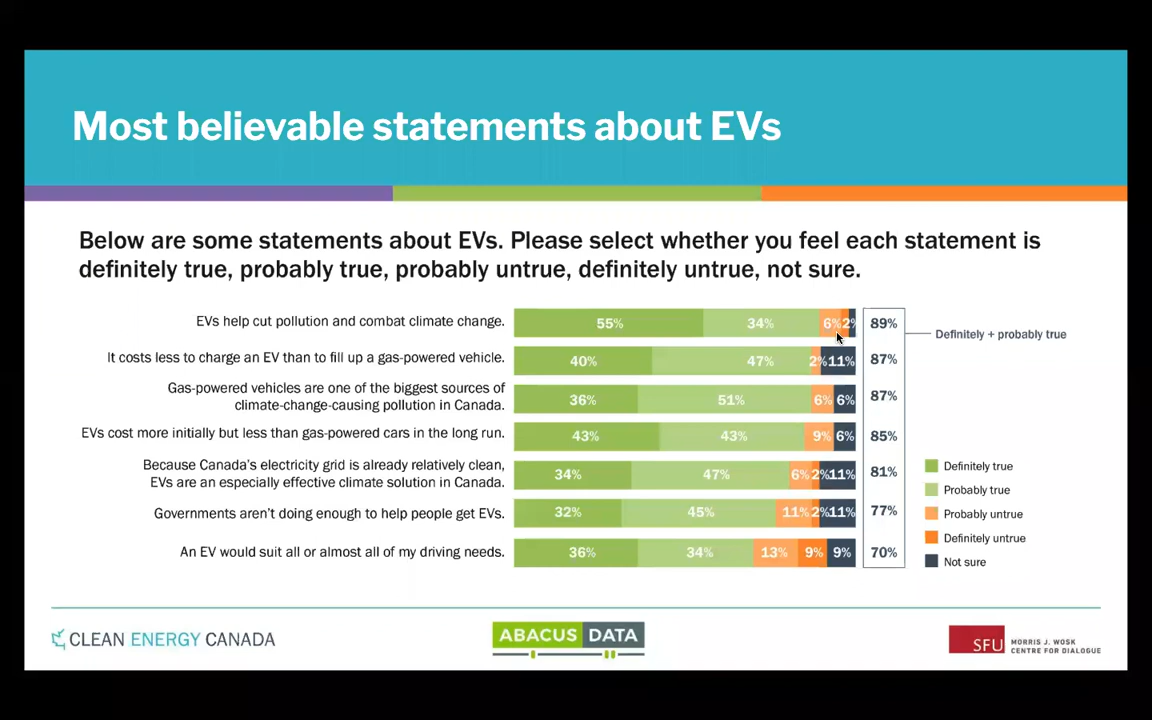 Most believable statements about EVs
Below are some statements about EVs. Please select whether you feel each statement is
definitely true, probably true, probably untrue, definitely untrue, not sure.
EVs help cut pollution and combat climate change. 55% 34% 6% 2% 89%
Definitely + probably true
It costs less to charge an EV than to fill up a gas-powered vehicle. 40% 47% 2% 11% 87%
Gas-powered vehicles are one of the biggest sources of
climate-change-causing pollution in Canada. 36% 51% 6% 6% 87%
EVs cost more initially but less than gas-powered cars in the long run. 43% 43% 9% 6% 85%
Because Canada's electricity grid is already relatively clean,
EVs are an especially effective climate solution in Canada. 34% 47% 6% 2% 11% 81%
Governments aren't doing enough to help people get EVs. 32% 45% 11% 2% 11% 77%
An EV would suit all or almost all of my driving needs. 36% 34% 13% 9% 9% 70%
Definitely true
Probably true
Probably untrue
Definitely untrue
Not sure
CLEAN ENERGY CANADA
ABACUS DATA
SFU
MORRIS J. WOSK
CENTRE FOR DIALOGUE